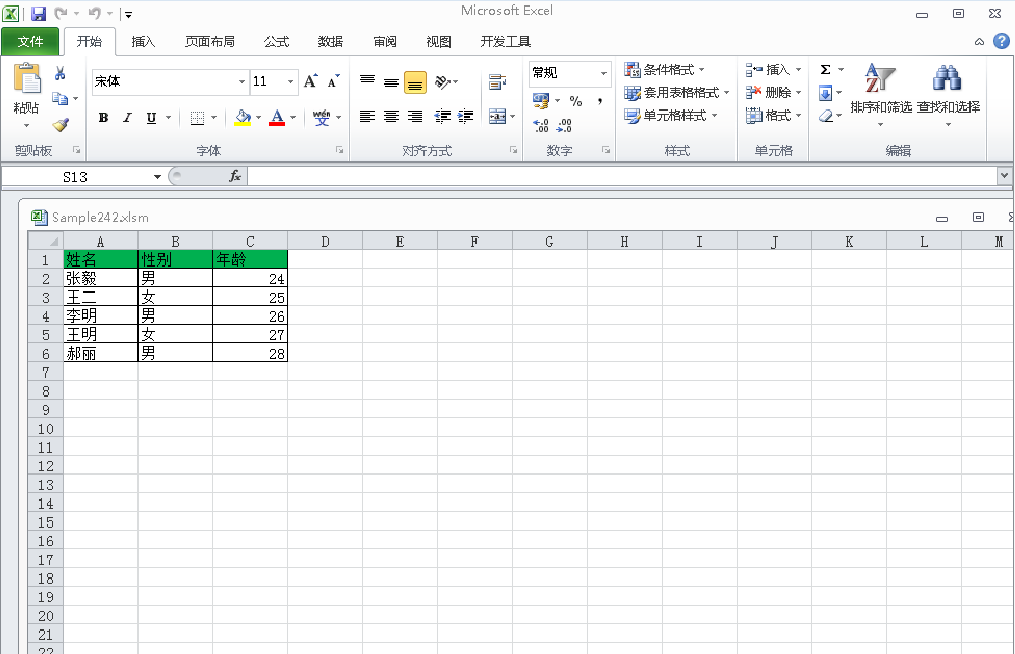 Microsoft Excel
文件 开始 插入 页面布局 公式 数据 审阅 视图 开发工具
宋体 11 A A 常规 条件格式 插入 Σ
粘贴 套用表格格式 删除 排序和筛选 查找和选择
B I U A wén 文 % , .00 .00 单元格样式 格式
剪贴板 字体 对齐方式 数字 样式 单元格 编辑
S13 fx
Sample242.xlsm
A B C D E F G H I J K L M
1 姓名 性别 年龄
2 张毅 男 24
3 王二 女 25
4 李明 男 26
5 王明 女 27
6 郝丽 男 28
7
8
9
10
11
12
13
14
15
16
17
18
19
20
21
22